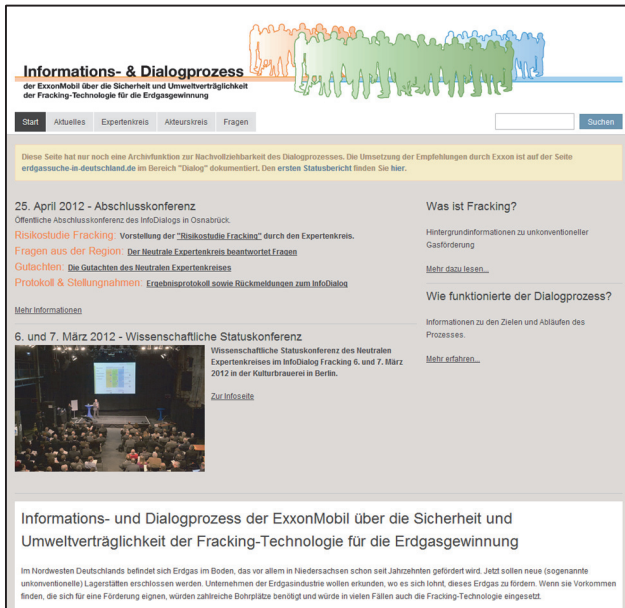 Informations- & Dialogprozess
der ExxonMobil über die Sicherheit und Umweltverträglichkeit
der Fracking-Technologie für die Erdgasgewinnung
Start Aktuelles Expertenkreis Akteurskreis Fragen Suchen
Diese Seite hat nur noch eine Archivfunktion zur Nachvollziehbarkeit des Dialogprozesses. Die Umsetzung der Empfehlungen durch Exxon ist auf der Seite
erdgassuche-in-deutschland.de im Bereich "Dialog" dokumentiert. Den ersten Statusbericht finden Sie hier.
25. April 2012 - Abschlusskonferenz
Öffentliche Abschlusskonferenz des InfoDialogs in Osnabrück.
Risikostudie Fracking: Vorstellung der "Risikostudie Fracking" durch den Expertenkreis.
Fragen aus der Region: Der Neutrale Expertenkreis beantwortet Fragen
Gutachten: Die Gutachten des Neutralen Expertenkreises
Protokoll & Stellungnahmen: Ergebnisprotokoll sowie Rückmeldungen zum InfoDialog
Mehr Informationen
6. und 7. März 2012 - Wissenschaftliche Statuskonferenz
Wissenschaftliche Statuskonferenz des Neutralen
Expertenkreises im InfoDialog Fracking 6. und 7. März
2012 in der Kulturbrauerei in Berlin.
Zur Infoseite
Was ist Fracking?
Hintergrundinformationen zu unkonventioneller
Gasförderung
Mehr dazu lesen...
Wie funktionierte der Dialogprozess?
Informationen zu den Zielen und Abläufen des
Prozesses.
Mehr erfahren...
Informations- und Dialogprozess der ExxonMobil über die Sicherheit und
Umweltverträglichkeit der Fracking-Technologie für die Erdgasgewinnung
Im Nordwesten Deutschlands befindet sich Erdgas im Boden, das vor allem in Niedersachsen schon seit Jahrzehnten gefördert wird. Jetzt sollen neue (sogenannte
unkonventionelle) Lagerstätten erschlossen werden. Unternehmen der Erdgasindustrie wollen erkunden, wo es sich lohnt, dieses Erdgas zu fördern. Wenn sie Vorkommen
finden, die sich für eine Förderung eignen, würden zahlreiche Bohrplätze benötigt und würde in vielen Fällen auch die Fracking-Technologie eingesetzt.